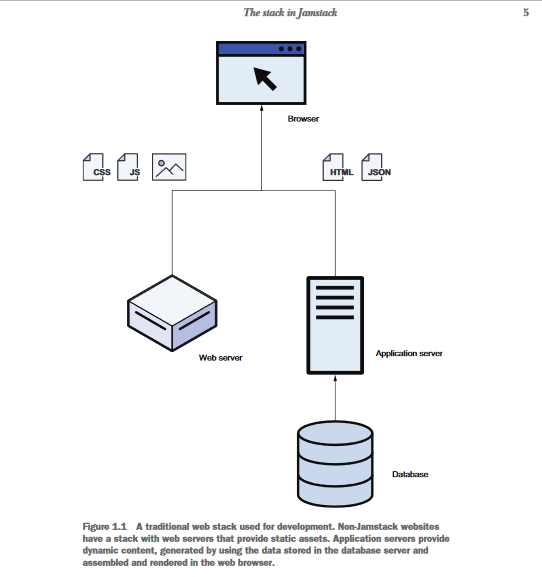 The stack in Jamstack 5
Browser
CSS JS HTML JSON
Web server
Application server
Database
Figure 1.1 A traditional web stack used for development. Non-Jamstack websites
have a stack with web servers that provide static assets. Application servers provide
dynamic content, generated by using the data stored in the database server and
assembled and rendered in the web browser.